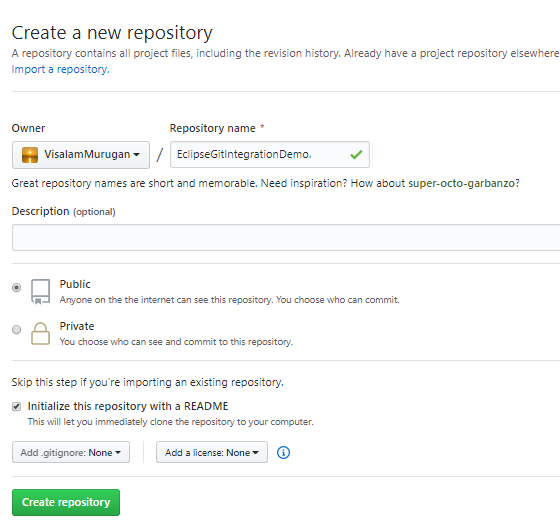 Create a new repository
A repository contains all project files, including the revision history. Already have a project repository elsewhere
Import a repository.
Owner Repository name *
VisalamMurugan / EclipseGitIntegrationDemo.
Great repository names are short and memorable. Need inspiration? How about super-octo-garbanzo?
Description (optional)
Public
Anyone on the the internet can see this repository. You choose who can commit.
Private
You choose who can see and commit to this repository.
Skip this step if you're importing an existing repository.
Initialize this repository with a README
This will let you immediately clone the repository to your computer.
Add .gitignore: None Add a license: None
Create repository